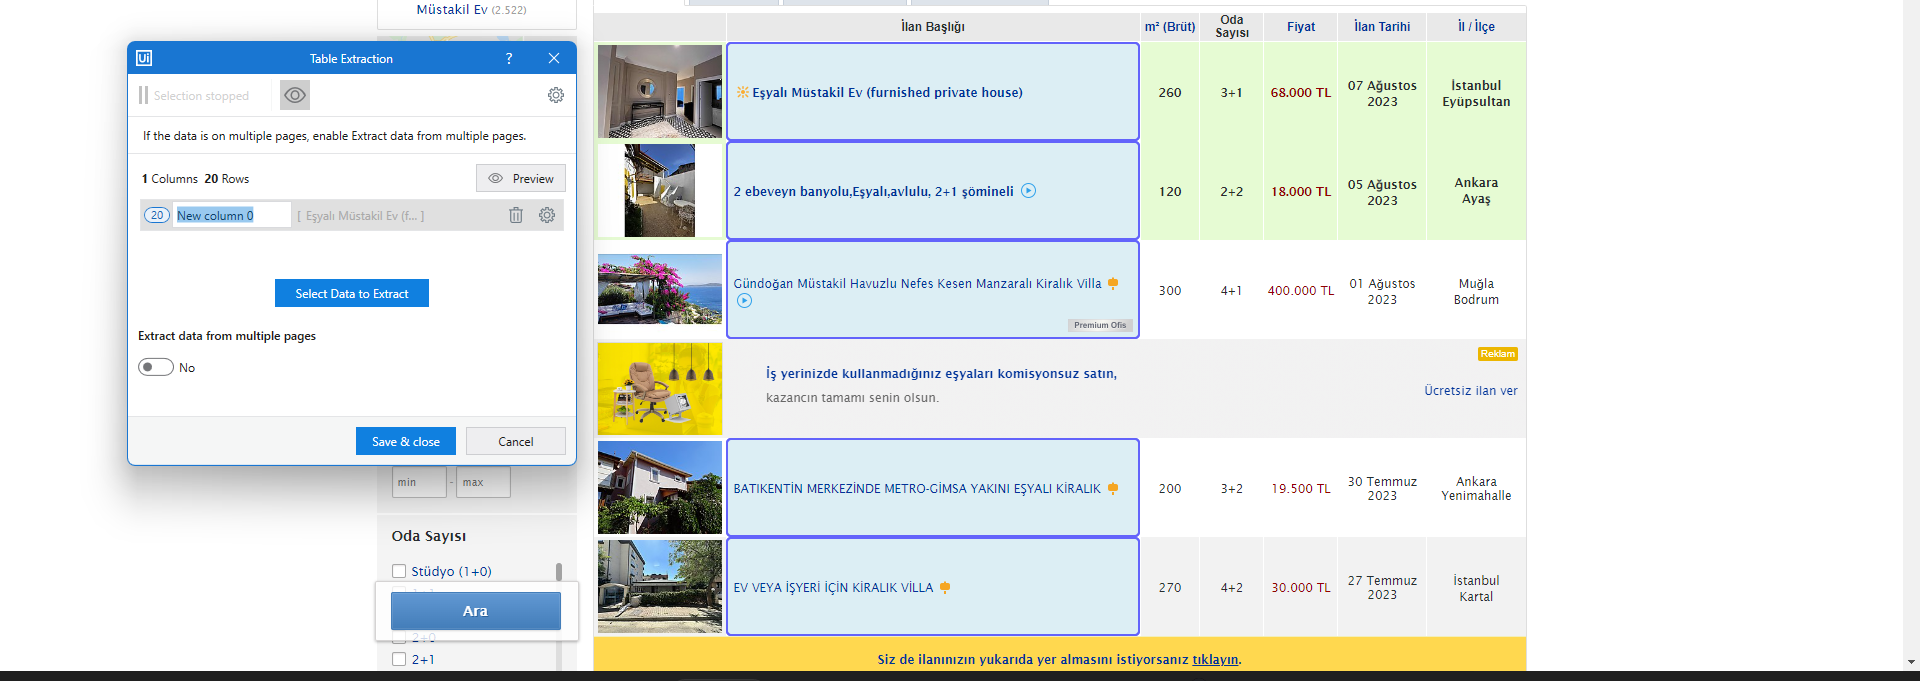 Müstakil Ev (2.522)
Ui
Table Extraction
?
Selection stopped
If the data is on multiple pages, enable Extract data from multiple pages.
1 Columns 20 Rows
Preview
20
New column 0
[ Eşyalı Müstakil Ev (f... ]
Select Data to Extract
Extract data from multiple pages
No
Save & close
Cancel
min - max
Oda Sayısı
Stüdyo (1+0)
Ara
2+0
2+1
İlan Başlığı
m² (Brüt)
Oda
Sayısı
Fiyat
İlan Tarihi
İl / İlçe
Eşyalı Müstakil Ev (furnished private house)
260
3+1
68.000 TL
07 Ağustos
2023
İstanbul
Eyüpsultan
2 ebeveyn banyolu,Eşyalı,avlulu, 2+1 şömineli
120
2+2
18.000 TL
05 Ağustos
2023
Ankara
Ayaş
Gündoğan Müstakil Havuzlu Nefes Kesen Manzaralı Kiralık Villa
Premium Ofis
300
4+1
400.000 TL
01 Ağustos
2023
Muğla
Bodrum
İş yerinizde kullanmadığınız eşyaları komisyonsuz satın,
kazancın tamamı senin olsun.
Reklam
Ücretsiz ilan ver
BATIKENTİN MERKEZİNDE METRO-GİMSA YAKINI EŞYALI KİRALIK
200
3+2
19.500 TL
30 Temmuz
2023
Ankara
Yenimahalle
EV VEYA İŞYERİ İÇİN KİRALIK VİLLA
270
4+2
30.000 TL
27 Temmuz
2023
İstanbul
Kartal
Siz de ilanınızın yukarıda yer almasını istiyorsanız tıklayın.